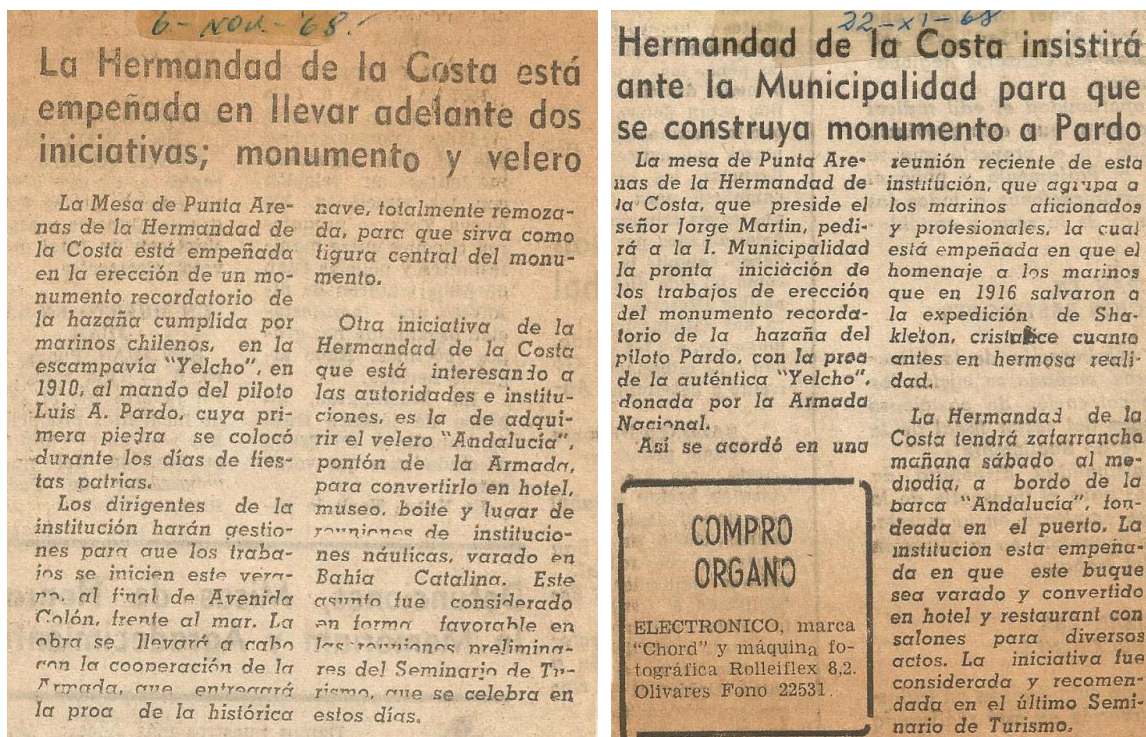 6-NOV.-'68.
La Hermandad de la Costa está
empeñada en llevar adelante dos
iniciativas; monumento y velero
La Mesa de Punta Are-
nas de la Hermandad de
la Costa está empeñada
en la erección de un mo-
numento recordatorio de
la hazaña cumplida por
marinos chilenos, en la
escampavía "Yelcho", en
1910, al mando del piloto
Luis A. Pardo, cuya pri-
mera piedra se colocó
durante los días de fies-
tas patrias.
Los dirigentes de la
institución harán gestio-
nes para que los traba-
jos se inicien este vera-
no, al final de Avenida
Colón, frente al mar. La
obra se llevará a cabo
con la cooperación de la
Armada, que entregará
la proa de la histórica
nave, totalmente remoza-
da, para que sirva como
figura central del monu-
mento.
Otra iniciativa de la
Hermandad de la Costa
que está interesando a
las autoridades e institu-
ciones, es la de adqui-
rir el velero "Andalucía",
pontón de la Armada,
para convertirlo en hotel,
museo, boite y lugar de
reuniones de institucio-
nes náuticas, varado en
Bahía Catalina. Este
asunto fue considerado
en forma favorable en
las reuniones prelimina-
res del Seminario de Tu-
rismo, que se celebra en
estos días.
22-XI-68
Hermandad de la Costa insistirá
ante la Municipalidad para que
se construya monumento a Pardo
La mesa de Punta Are-
nas de la Hermandad de
la Costa, que preside el
señor Jorge Martin, pedi-
rá a la I. Municipalidad
la pronta iniciación de
los trabajos de erección
del monumento recorda-
torio de la hazaña del
piloto Pardo, con la proa
de la auténtica "Yelcho",
donada por la Armada
Nacional.
Así se acordó en una
reunión reciente de esta
institución, que agrupa a
los marinos aficionados
y profesionales, la cual
está empeñada en que el
homenaje a los marinos
que en 1916 salvaron a
la expedición de Sha-
kleton, cristalice cuanto
antes en hermosa reali-
dad.
La Hermandad de la
Costa tendrá zafarrancho
mañana sábado al me-
diodía, a bordo de la
barca "Andalucía", fon-
deada en el puerto. La
institución esta empeña-
da en que este buque
sea varado y convertido
en hotel y restaurant con
salones para diversos
actos. La iniciativa fue
considerada y recomen-
dada en el último Semi-
nario de Turismo.
COMPRO
ORGANO
ELECTRONICO, marca
"Chord" y máquina fo-
tográfica Rolleiflex 8,2.
Olivares Fono 22531.